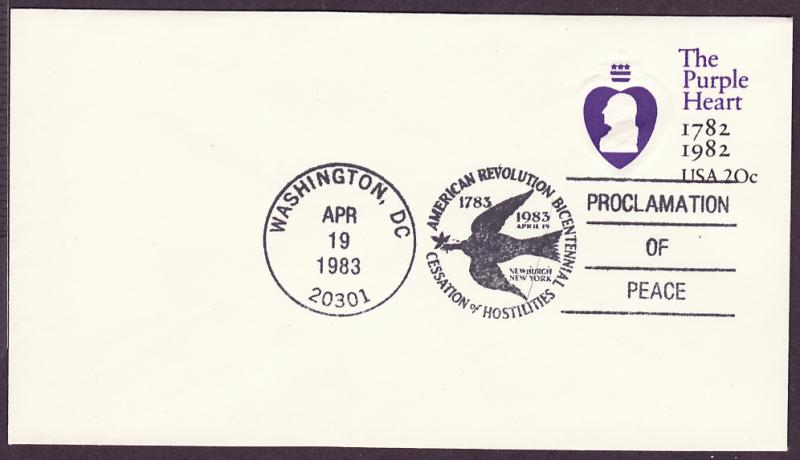 The
Purple
Heart
1782
1982
USA 20c
WASHINGTON, DC
APR
19
1983
20301
AMERICAN REVOLUTION BICENTENNIAL
1783
1983
APRIL 19
NEWBURGH
NEW YORK
CESSATION of HOSTILITIES
PROCLAMATION
OF
PEACE